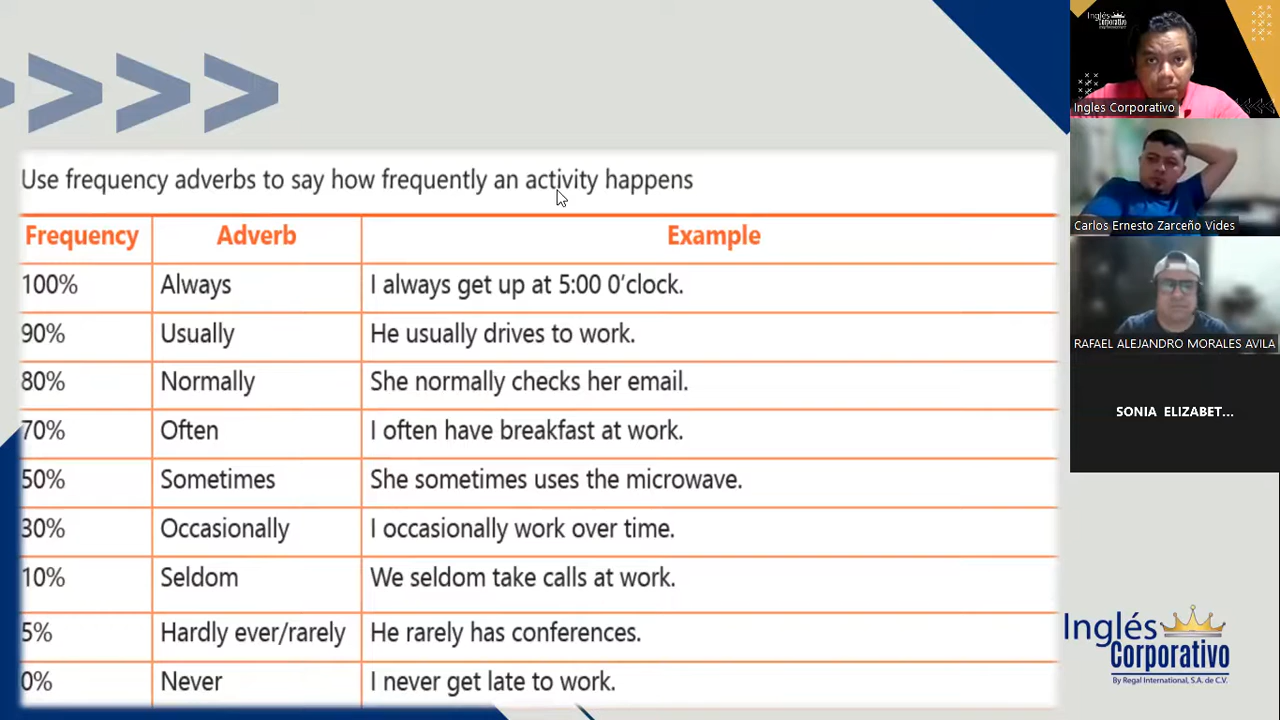 Use frequency adverbs to say how frequently an activity happens
Frequency Adverb Example
100% Always I always get up at 5:00 0'clock.
90% Usually He usually drives to work.
80% Normally She normally checks her email.
70% Often I often have breakfast at work.
50% Sometimes She sometimes uses the microwave.
30% Occasionally I occasionally work over time.
10% Seldom We seldom take calls at work.
5% Hardly ever/rarely He rarely has conferences.
0% Never I never get late to work.
Inglés
Corporativo
Ingles Corporativo
Carlos Ernesto Zarceño Vides
RAFAEL ALEJANDRO MORALES AVILA
SONIA ELIZABET...
Inglés
Corporativo
By Regal International, S.A. de C.V.